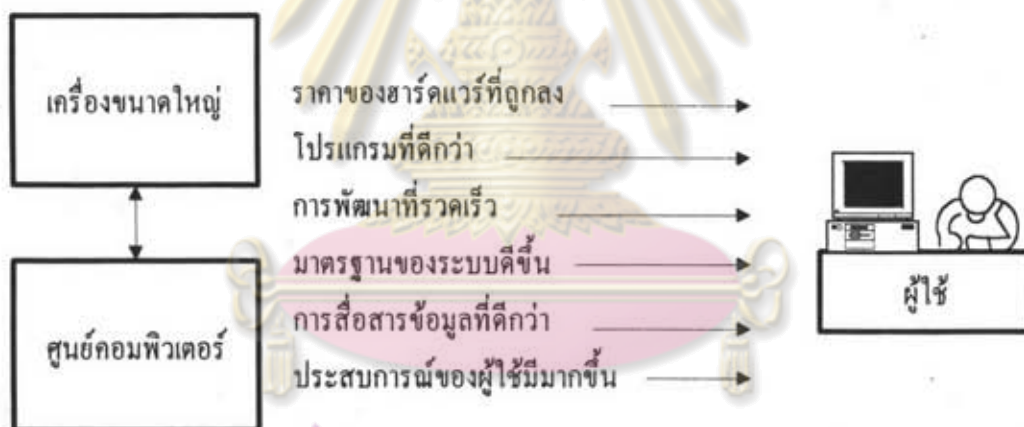 เครื่องขนาดใหญ่
ศูนย์คอมพิวเตอร์
ราคาของฮาร์ดแวร์ที่ถูกลง
โปรแกรมที่ดีกว่า
การพัฒนาที่รวดเร็ว
มาตรฐานของระบบดีขึ้น
การสื่อสารข้อมูลที่ดีกว่า
ประสบการณ์ของผู้ใช้มีมากขึ้น
ผู้ใช้